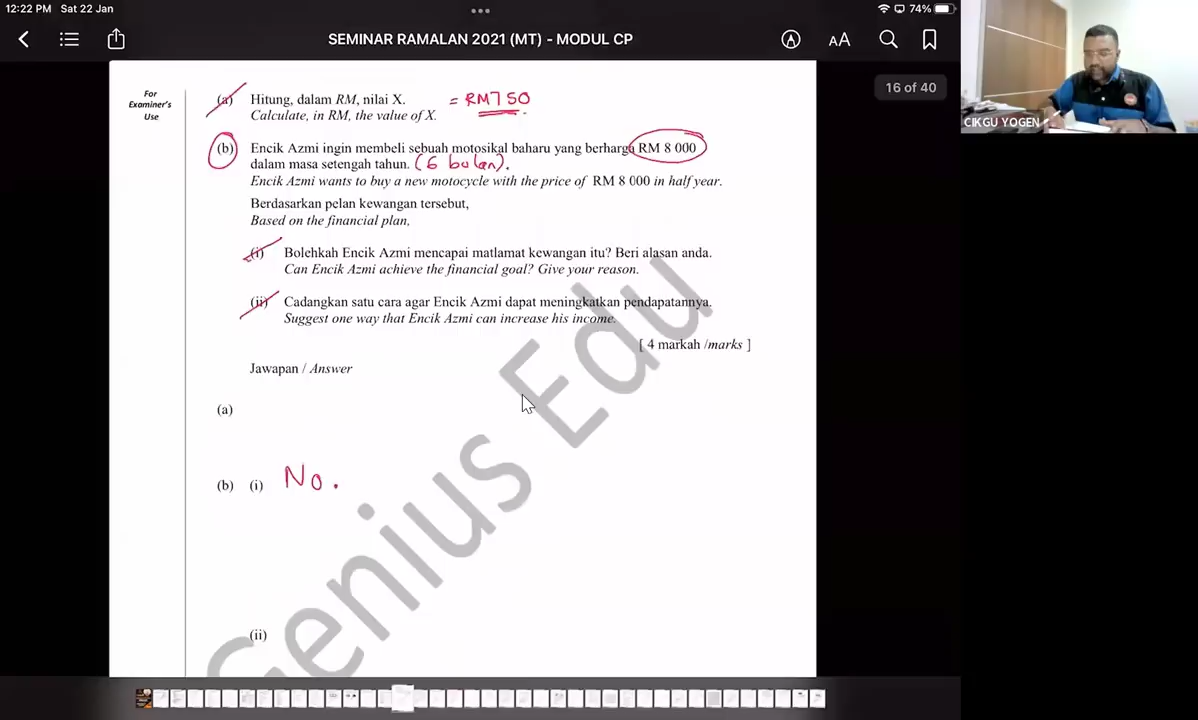 12:22 PM Sat 22 Jan
74%
SEMINAR RAMALAN 2021 (MT) - MODUL CP
AA
16 of 40
CIKGU YOGEN
For
Examiner's
Use
(a) Hitung, dalam RM, nilai X. = RM750
Calculate, in RM, the value of X.
(b) Encik Azmi ingin membeli sebuah motosikal baharu yang berharga RM 8 000
dalam masa setengah tahun. (6 bulan).
Encik Azmi wants to buy a new motocycle with the price of RM 8 000 in half year.
Berdasarkan pelan kewangan tersebut,
Based on the financial plan,
(i) Bolehkah Encik Azmi mencapai matlamat kewangan itu? Beri alasan anda.
Can Encik Azmi achieve the financial goal? Give your reason.
(ii) Cadangkan satu cara agar Encik Azmi dapat meningkatkan pendapatannya.
Suggest one way that Encik Azmi can increase his income.
[ 4 markah /marks ]
Jawapan / Answer
(a)
(b) (i) No.
(ii)
Genius Edu